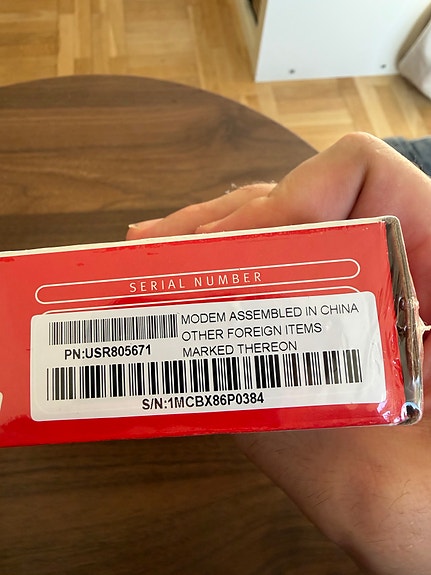 SERIAL NUMBER
MODEM ASSEMBLED IN CHINA
OTHER FOREIGN ITEMS
MARKED THEREON
PN:USR805671
S/N:1MCBX86P0384